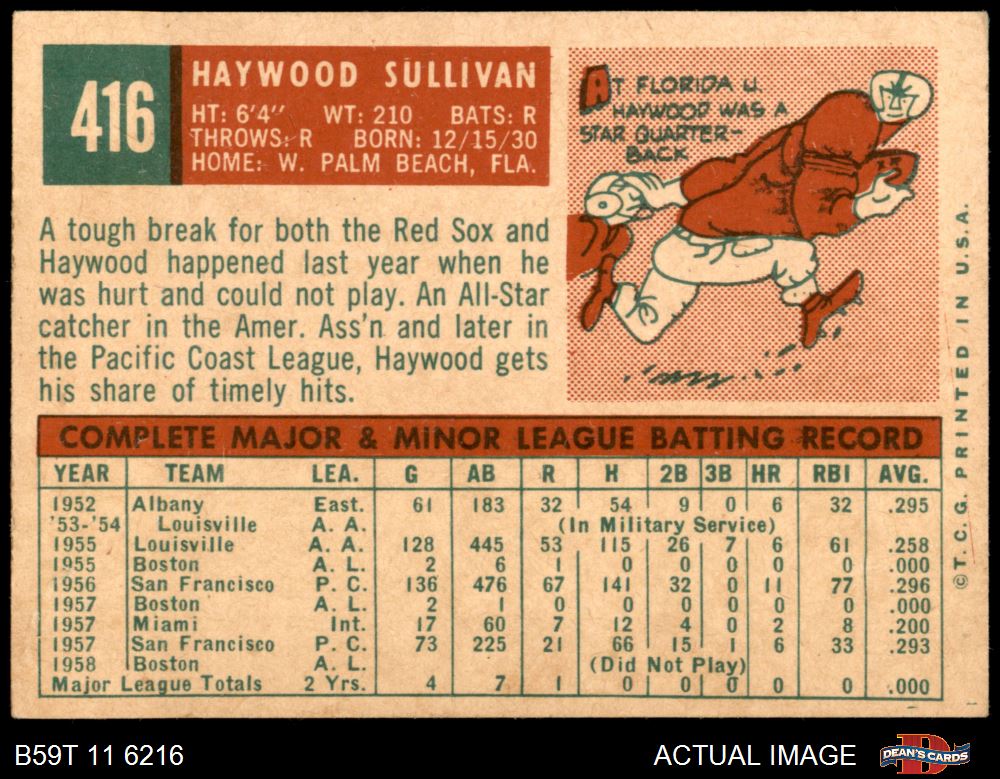 416
HAYWOOD SULLIVAN
HT: 6'4" WT: 210 BATS: R
THROWS: R BORN: 12/15/30
HOME: W. PALM BEACH, FLA.
AT FLORIDA U.
HAYWOOD WAS A
STAR QUARTER-
BACK
A tough break for both the Red Sox and
Haywood happened last year when he
was hurt and could not play. An All-Star
catcher in the Amer. Ass'n and later in
the Pacific Coast League, Haywood gets
his share of timely hits.
COMPLETE MAJOR & MINOR LEAGUE BATTING RECORD
YEAR TEAM LEA. G AB R H 2B 3B HR RBI AVG.
1952 Albany East. 61 183 32 54 9 0 6 32 .295
'53-'54 Louisville A. A. (In Military Service)
1955 Louisville A. A. 128 445 53 115 26 7 6 61 .258
1955 Boston A. L. 2 6 1 0 0 0 0 0 .000
1956 San Francisco P. C. 136 476 67 141 32 0 11 77 .296
1957 Boston A. L. 2 1 0 0 0 0 0 0 .000
1957 Miami Int. 17 60 7 12 4 0 2 8 .200
1957 San Francisco P. C. 73 225 21 66 15 1 6 33 .293
1958 Boston A. L. (Did Not Play)
Major League Totals 2 Yrs. 4 7 1 0 0 0 0 0 .000
© T. C. G. PRINTED IN U.S.A.
B59T 11 6216
ACTUAL IMAGE
DEAN'S CARDS